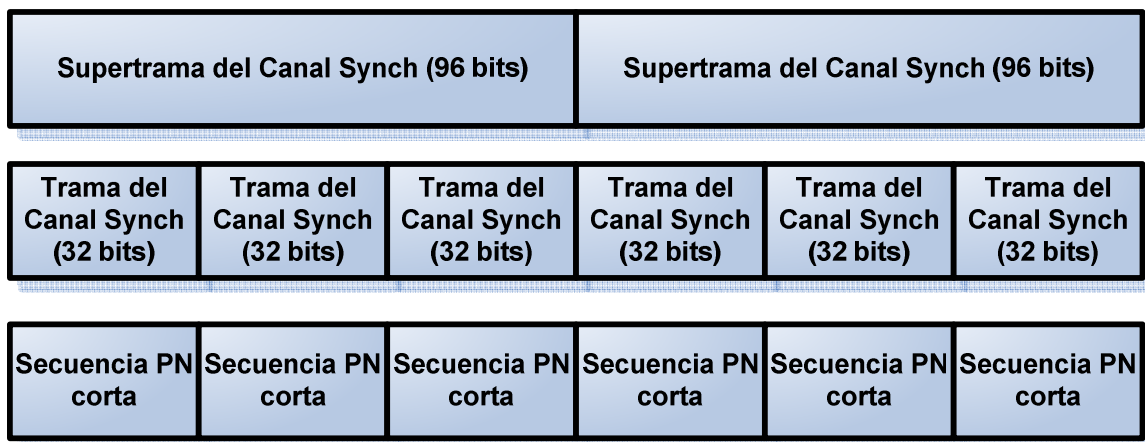 Supertrama del Canal Synch (96 bits) Supertrama del Canal Synch (96 bits)
Trama del Canal Synch (32 bits) Trama del Canal Synch (32 bits) Trama del Canal Synch (32 bits) Trama del Canal Synch (32 bits) Trama del Canal Synch (32 bits) Trama del Canal Synch (32 bits)
Secuencia PN corta Secuencia PN corta Secuencia PN corta Secuencia PN corta Secuencia PN corta Secuencia PN corta